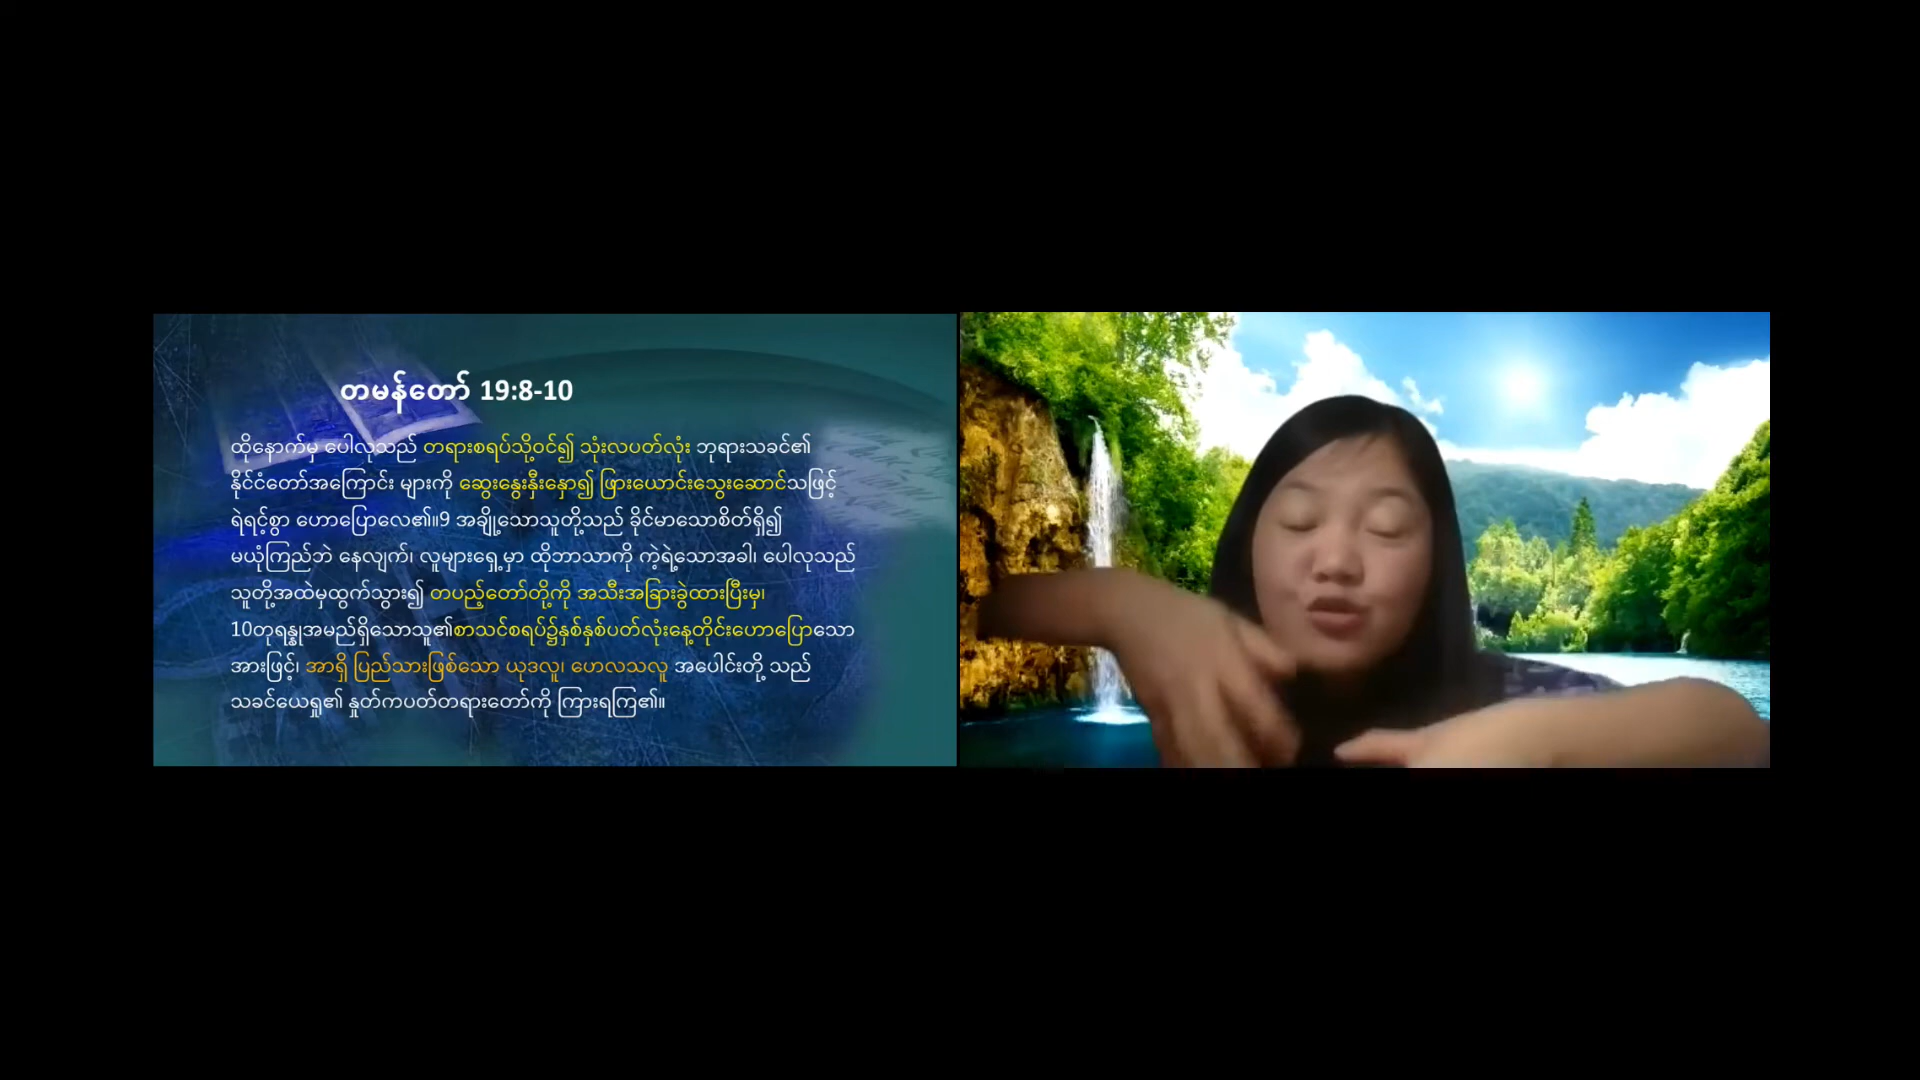 တမန်တော် 19:8-10
ထိုနောက်မှ ပေါလုသည် တရားစရပ်သို့ဝင်၍ သုံးလပတ်လုံး ဘုရားသခင်၏
နိုင်ငံတော်အကြောင်း များကို ဆွေးနွေးနှီးနှော၍ ဖြားယောင်းသွေးဆောင်သဖြင့်
ရဲရင့်စွာ ဟောပြောလေ၏။9 အချို့သောသူတို့သည် ခိုင်မာသောစိတ်ရှိ၍
မယုံကြည်ဘဲ နေလျက်၊ လူများရှေ့မှာ ထိုဘာသာကို ကဲ့ရဲ့သောအခါ၊ ပေါလုသည်
သူတို့အထဲမှထွက်သွား၍ တပည့်တော်တို့ကို အသီးအခြားခွဲထားပြီးမှ၊
10တုရန္နုအမည်ရှိသောသူ၏စာသင်စရပ်၌နှစ်နှစ်ပတ်လုံးနေ့တိုင်းဟောပြောသော
အားဖြင့်၊ အာရှိ ပြည်သားဖြစ်သော ယုဒလူ၊ ဟေလသလူ အပေါင်းတို့ သည်
သခင်ယေရှု၏ နှုတ်ကပတ်တရားတော်ကို ကြားရကြ၏။